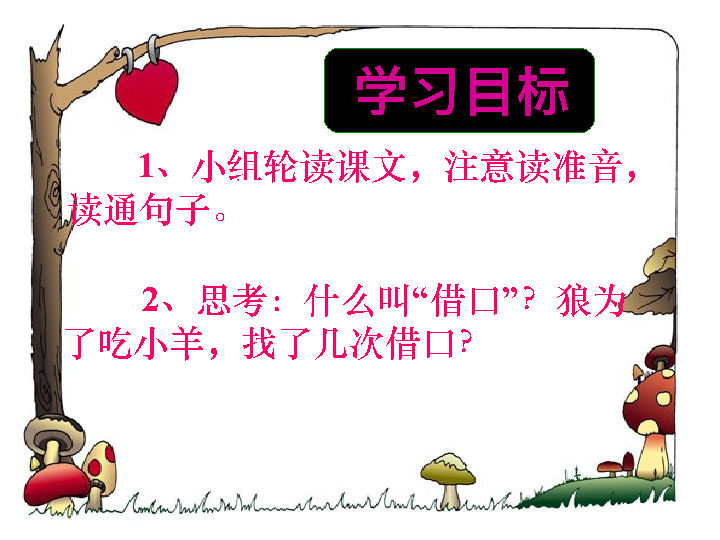 学习目标
1、小组轮读课文，注意读准音，
读通句子。
2、思考：什么叫“借口”？狼为
了吃小羊，找了几次借口？